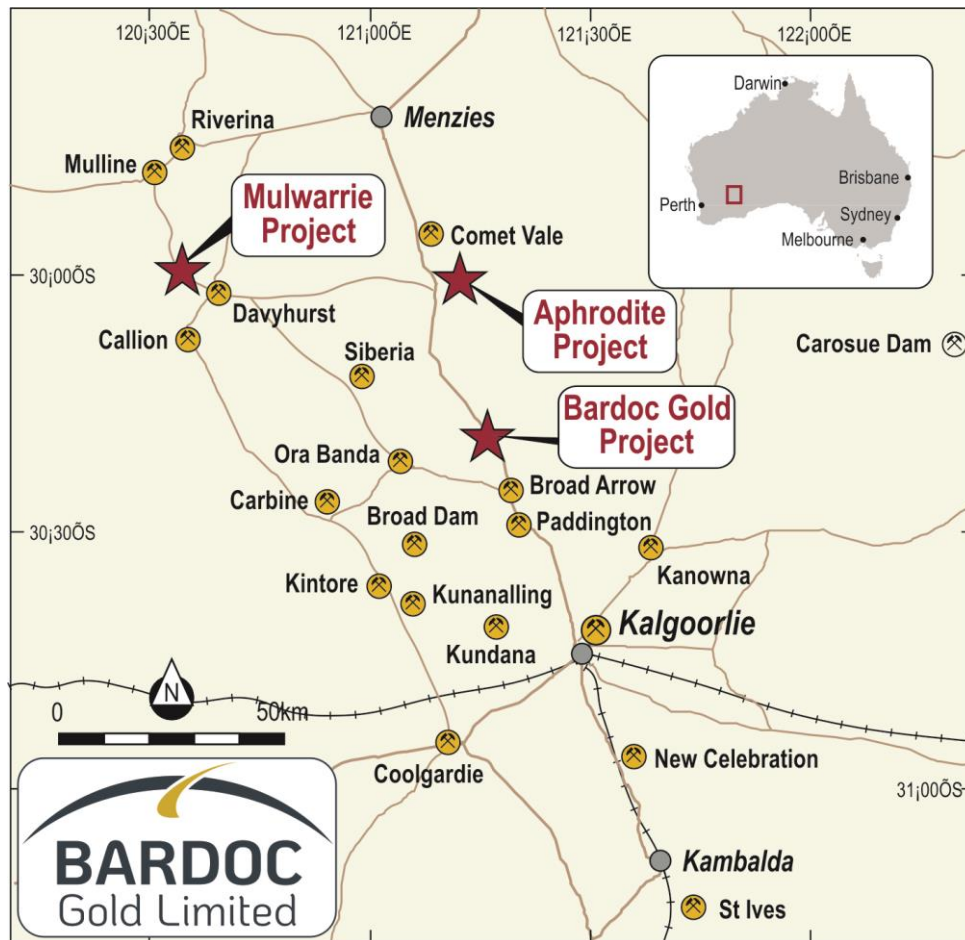 120¡30ÕE
121¡00ÕE
121¡30ÕE
122¡00ÕE
Darwin
Riverina
Menzies
Mulline
Mulwarrie
Project
Brisbane
Perth
Sydney
Melbourne
Comet Vale
30¡00ÕS
Davyhurst
Aphrodite
Project
Callion
Siberia
Carosue Dam
Bardoc Gold
Project
Ora Banda
Broad Arrow
Carbine
Broad Dam
Paddington
30¡30ÕS
Kanowna
Kintore
Kunanalling
Kalgoorlie
Kundana
N
0
50km
Coolgardie
New Celebration
31¡00ÕS
BARDOC
Gold Limited
Kambalda
St Ives